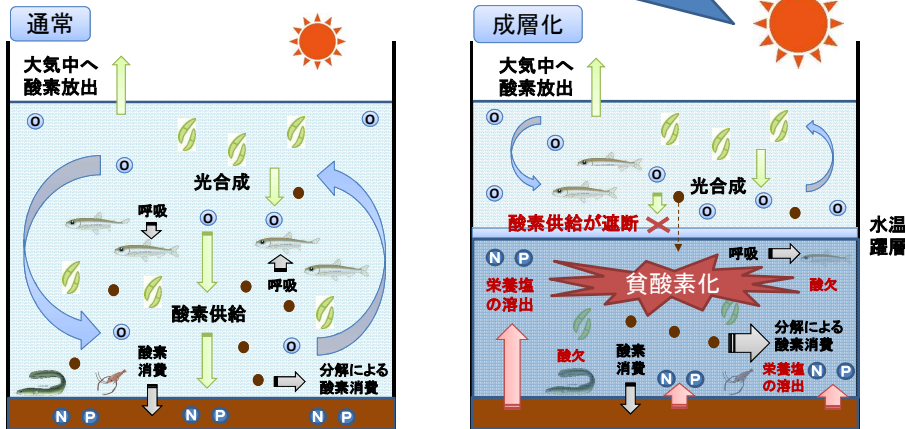 通常
大気中へ
酸素放出
O
O
O
光合成
O
O
呼吸
呼吸
酸素供給
O
O
酸素
消費
分解による
酸素消費
N P
N P
N P
成層化
大気中へ
酸素放出
O
O
O
O
O
光合成
O
O
O
酸素供給が遮断
水温
躍層
N P
栄養塩
の溶出
呼吸
酸欠
貧酸素化
酸欠
酸素
消費
分解による
酸素消費
N P
栄養塩
の溶出
N P